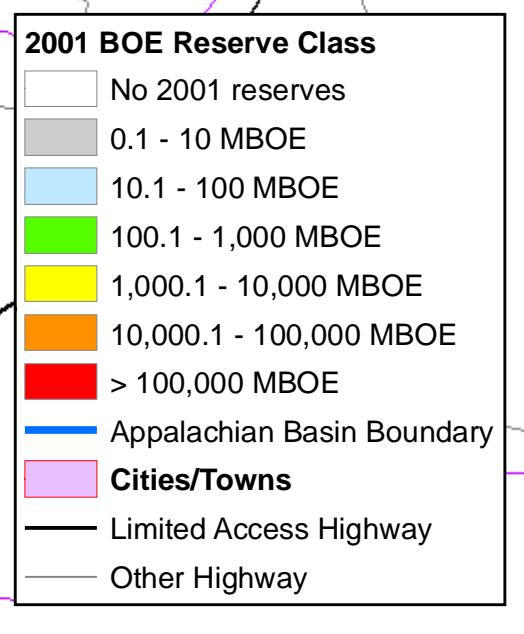 2001 BOE Reserve Class
No 2001 reserves
0.1 - 10 MBOE
10.1 - 100 MBOE
100.1 - 1,000 MBOE
1,000.1 - 10,000 MBOE
10,000.1 - 100,000 MBOE
> 100,000 MBOE
Appalachian Basin Boundary
Cities/Towns
Limited Access Highway
Other Highway